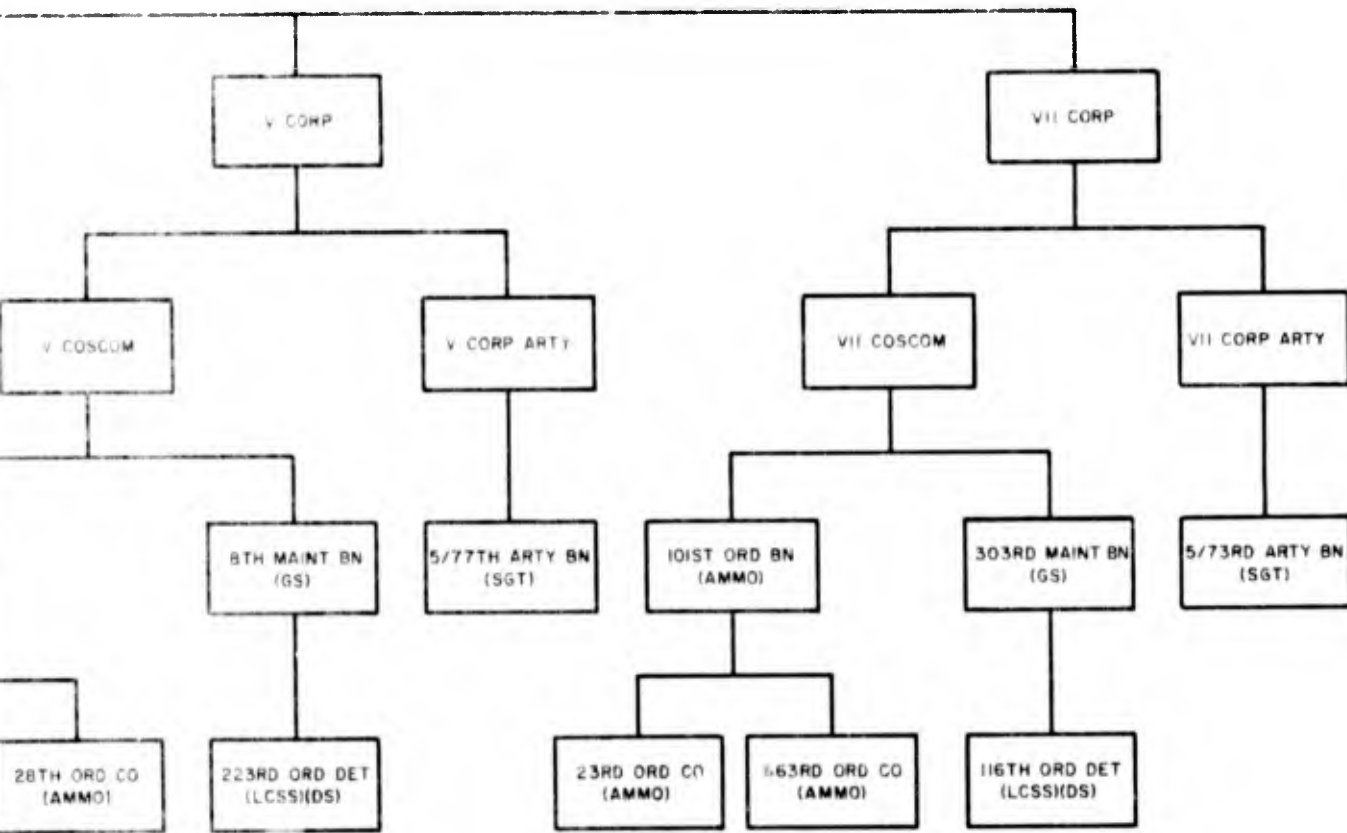 V CORP
VII CORP
V COSCOM
V CORP ARTY
VII COSCOM
VII CORP ARTY
8TH MAINT BN
(GS)
5/77TH ARTY BN
(SGT)
101ST ORD BN
(AMMO)
303RD MAINT BN
(GS)
5/73RD ARTY BN
(SGT)
28TH ORD CO
(AMMO)
223RD ORD DET
(LCSS)(DS)
23RD ORD CO
(AMMO)
ORD CO
(AMMO)
116TH ORD DET
(LCSS)(DS)